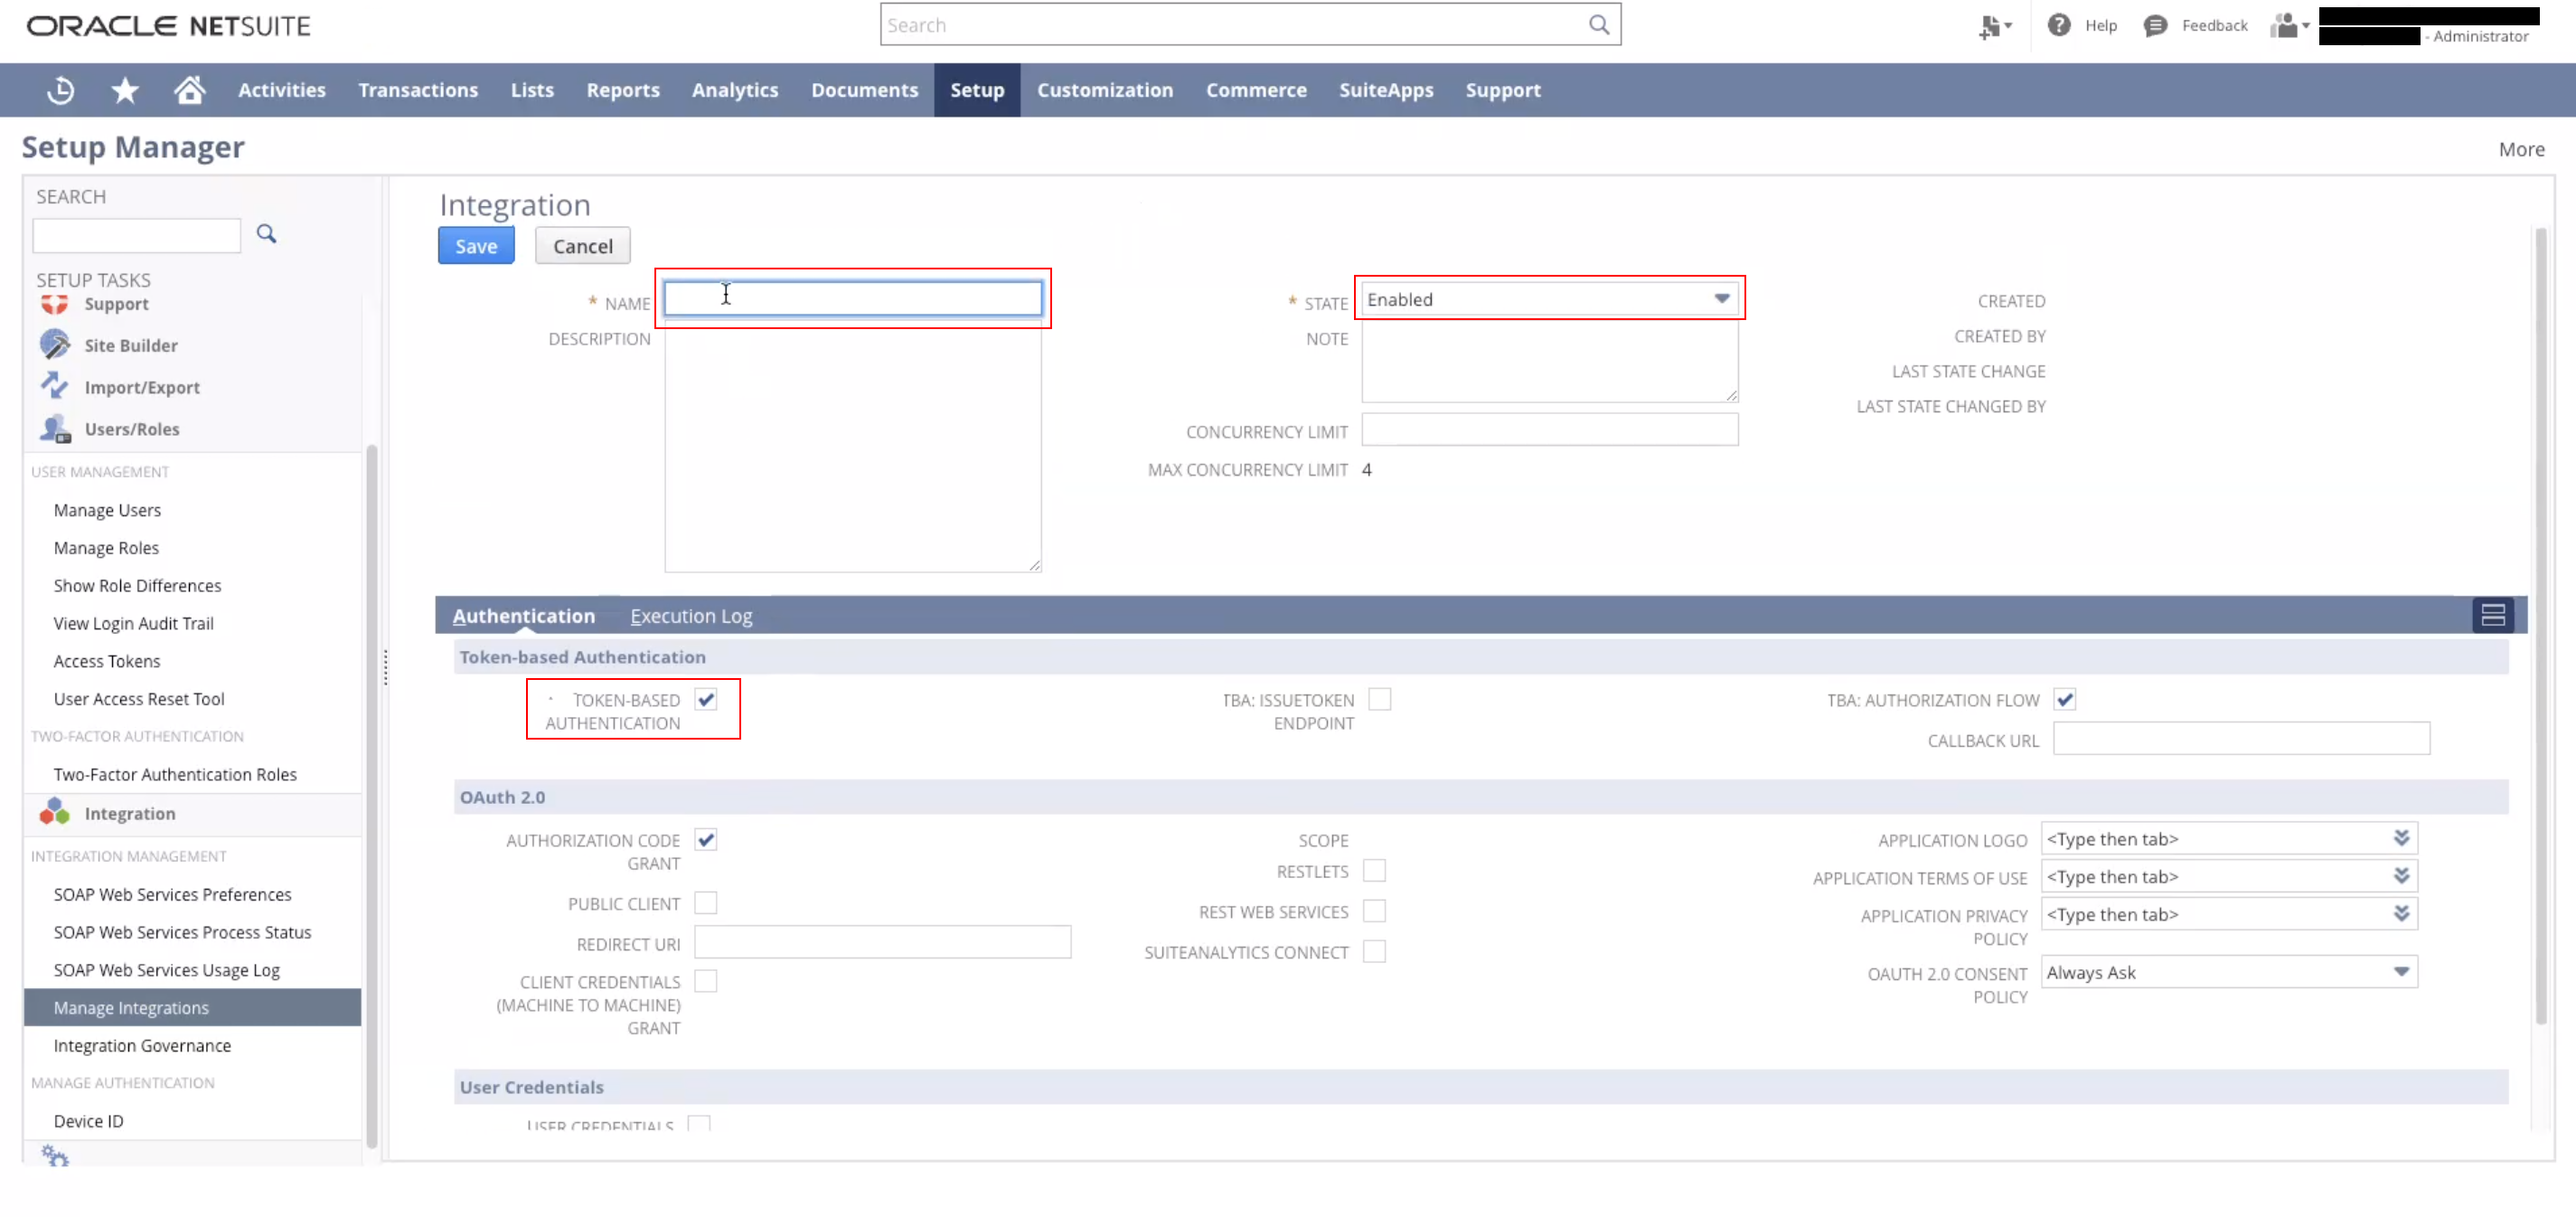 ORACLE NETSUITE
Search
Help
Feedback
- Administrator
Activities
Transactions
Lists
Reports
Analytics
Documents
Setup
Customization
Commerce
SuiteApps
Support
Setup Manager
More
SEARCH
SETUP TASKS
Support
Site Builder
Import/Export
Users/Roles
USER MANAGEMENT
Manage Users
Manage Roles
Show Role Differences
View Login Audit Trail
Access Tokens
User Access Reset Tool
TWO-FACTOR AUTHENTICATION
Two-Factor Authentication Roles
Integration
INTEGRATION MANAGEMENT
SOAP Web Services Preferences
SOAP Web Services Process Status
SOAP Web Services Usage Log
Manage Integrations
Integration Governance
MANAGE AUTHENTICATION
Device ID
Integration
Save
Cancel
* NAME
DESCRIPTION
* STATE
Enabled
NOTE
CONCURRENCY LIMIT
MAX CONCURRENCY LIMIT 4
CREATED
CREATED BY
LAST STATE CHANGE
LAST STATE CHANGED BY
Authentication
Execution Log
Token-based Authentication
TOKEN-BASED
AUTHENTICATION
TBA: ISSUETOKEN
ENDPOINT
TBA: AUTHORIZATION FLOW
CALLBACK URL
OAuth 2.0
AUTHORIZATION CODE
GRANT
PUBLIC CLIENT
REDIRECT URI
CLIENT CREDENTIALS
(MACHINE TO MACHINE)
GRANT
SCOPE
RESTLETS
REST WEB SERVICES
SUITEANALYTICS CONNECT
APPLICATION LOGO
<Type then tab>
APPLICATION TERMS OF USE
<Type then tab>
APPLICATION PRIVACY
POLICY
<Type then tab>
OAUTH 2.0 CONSENT
POLICY
Always Ask
User Credentials
USER CREDENTIALS